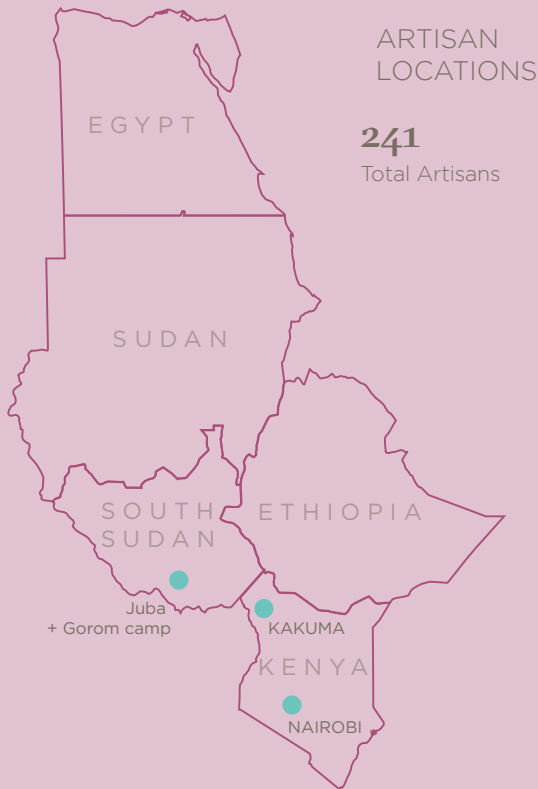 ARTISAN
LOCATIONS
241
Total Artisans
EGYPT
SUDAN
SOUTH
SUDAN
ETHIOPIA
Juba
+ Gorom camp
KAKUMA
KENYA
NAIROBI